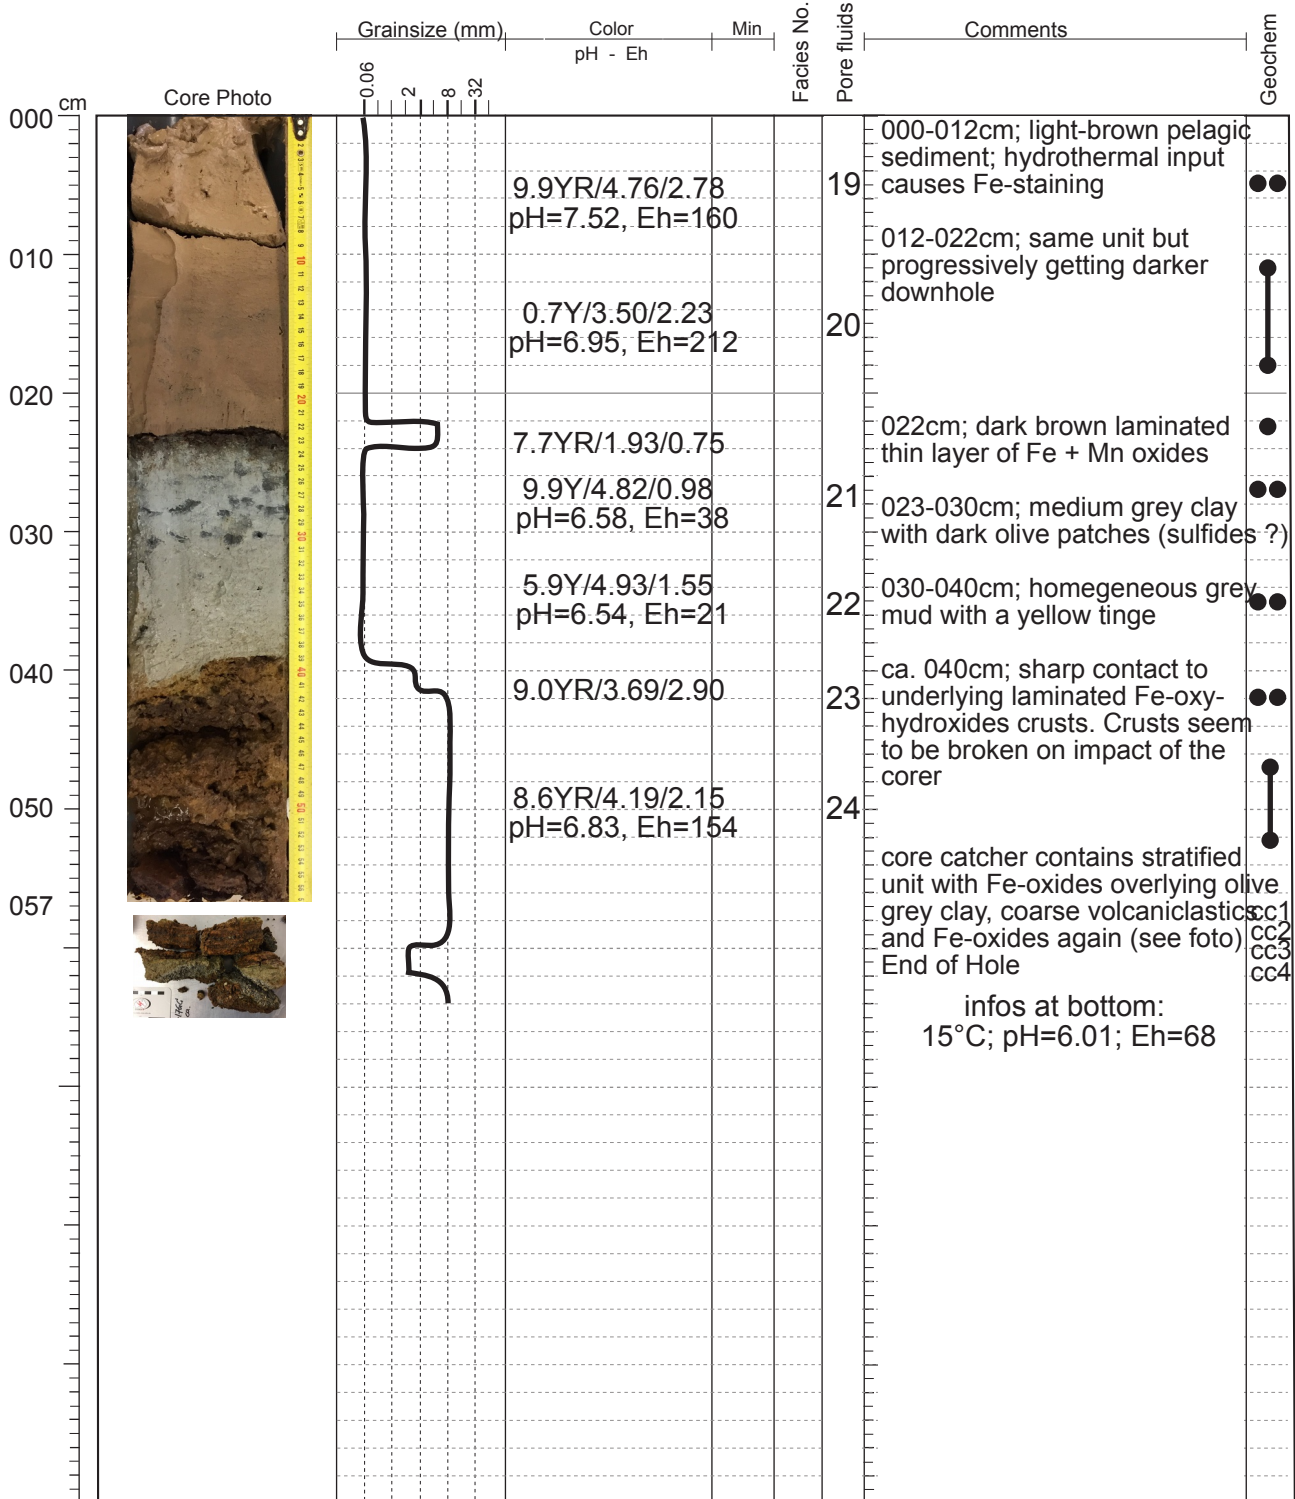 Grainsize (mm)
Color
Min
pH - Eh
Facies No.
Pore fluids
Comments
Geochem
0.06
2
8
32
cm
Core Photo
000
010
020
030
040
050
057
9.9YR/4.76/2.78
pH=7.52, Eh=160
0.7Y/3.50/2.23
pH=6.95, Eh=212
7.7YR/1.93/0.75
9.9Y/4.82/0.98
pH=6.58, Eh=38
5.9Y/4.93/1.55
pH=6.54, Eh=21
9.0YR/3.69/2.90
8.6YR/4.19/2.15
pH=6.83, Eh=154
19
20
21
22
23
24
000-012cm; light-brown pelagic
sediment; hydrothermal input
causes Fe-staining
012-022cm; same unit but
progressively getting darker
downhole
022cm; dark brown laminated
thin layer of Fe + Mn oxides
023-030cm; medium grey clay
with dark olive patches (sulfides ?)
030-040cm; homegeneous grey
mud with a yellow tinge
ca. 040cm; sharp contact to
underlying laminated Fe-oxy-
hydroxides crusts. Crusts seem
to be broken on impact of the
corer
core catcher contains stratified
unit with Fe-oxides overlying olive
grey clay, coarse volcaniclastics
and Fe-oxides again (see foto)
End of Hole
infos at bottom:
15°C; pH=6.01; Eh=68
cc1
cc2
cc3
cc4
10
20
30
40
50